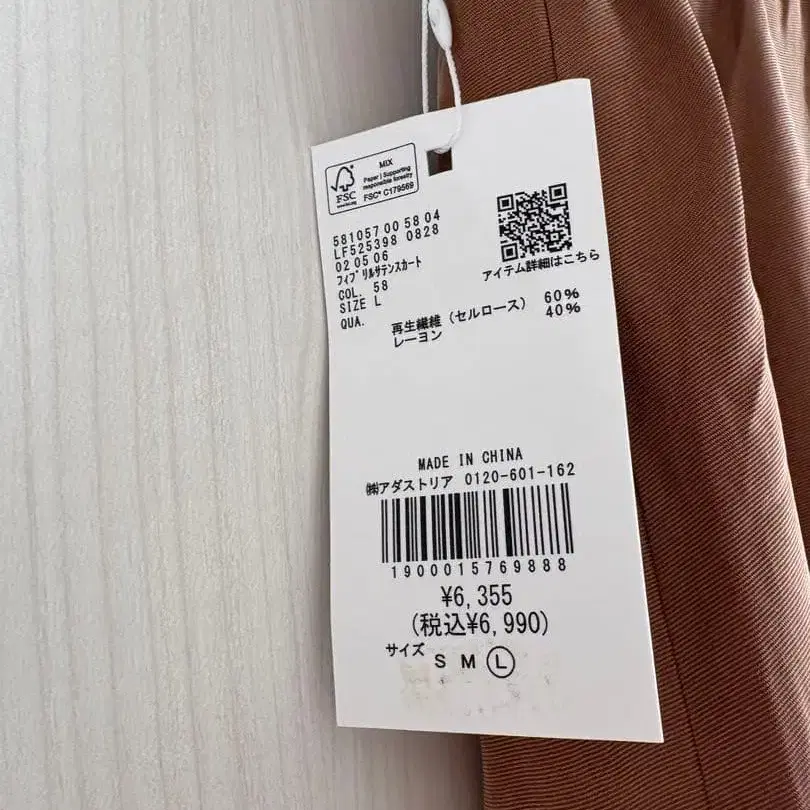 MIX
Paper | Supporting
responsible forestry
FSC® C179569
FSC
581057 00 58 04
LF525398 0828
02 05 06
フィブリルサテンスカート
COL. 58
SIZE L
QUA.
再生繊維（セルロース） 60%
レーヨン 40%
アイテム詳細はこちら
MADE IN CHINA
㈱アダストリア 0120-601-162
1900015769888
¥6,355
(税込¥6,990)
サイズ S M L